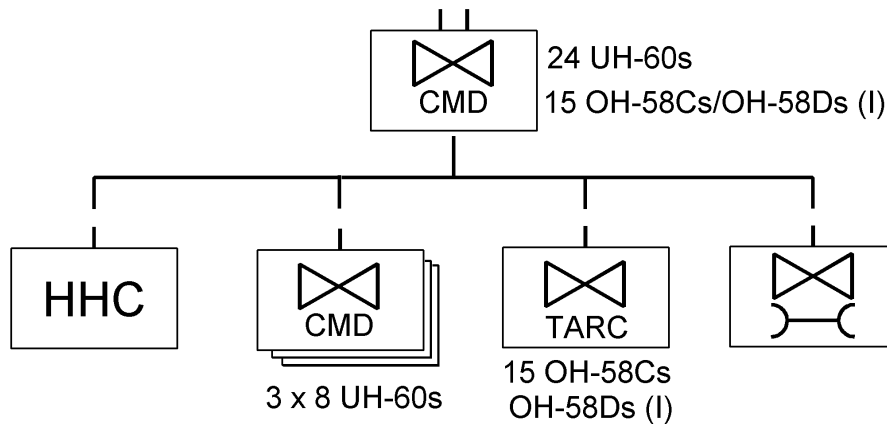 CMD
24 UH-60s
15 OH-58Cs/OH-58Ds (I)
HHC
CMD
3 x 8 UH-60s
TARC
15 OH-58Cs
OH-58Ds (I)